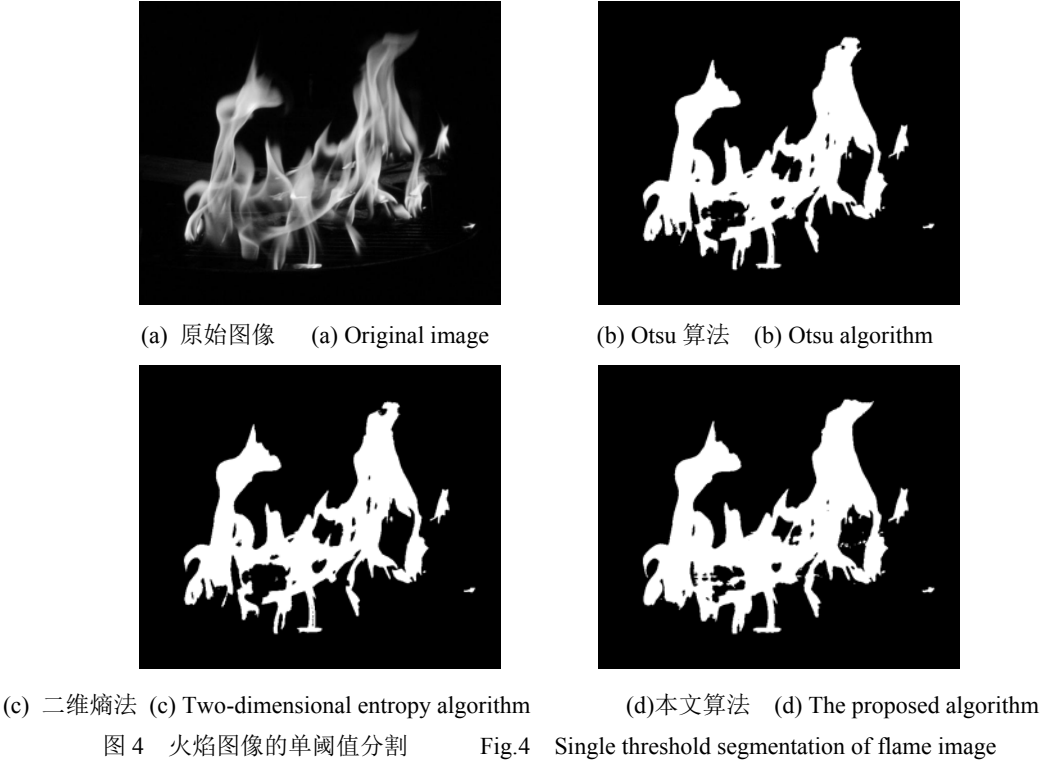 (a) 原始图像 (a) Original image
(b) Otsu 算法 (b) Otsu algorithm
(c) 二维熵法 (c) Two-dimensional entropy algorithm
(d)本文算法 (d) The proposed algorithm
图 4 火焰图像的单阈值分割 Fig.4 Single threshold segmentation of flame image